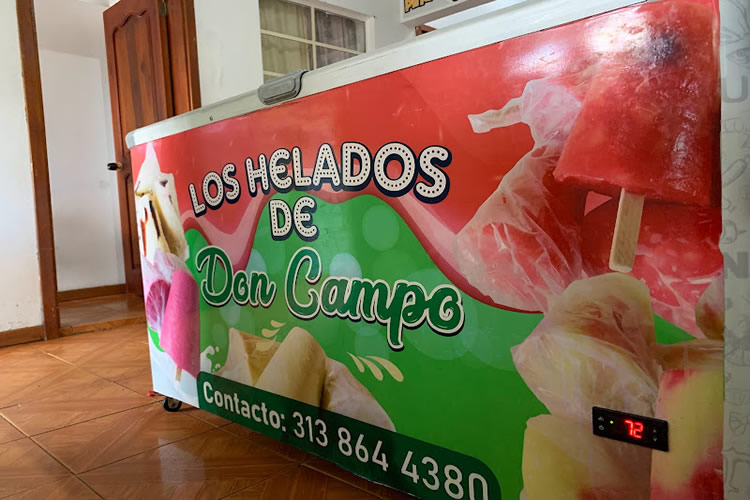 LOS HELADOS
DE
Don Campo
Contacto: 313 864 4380
72